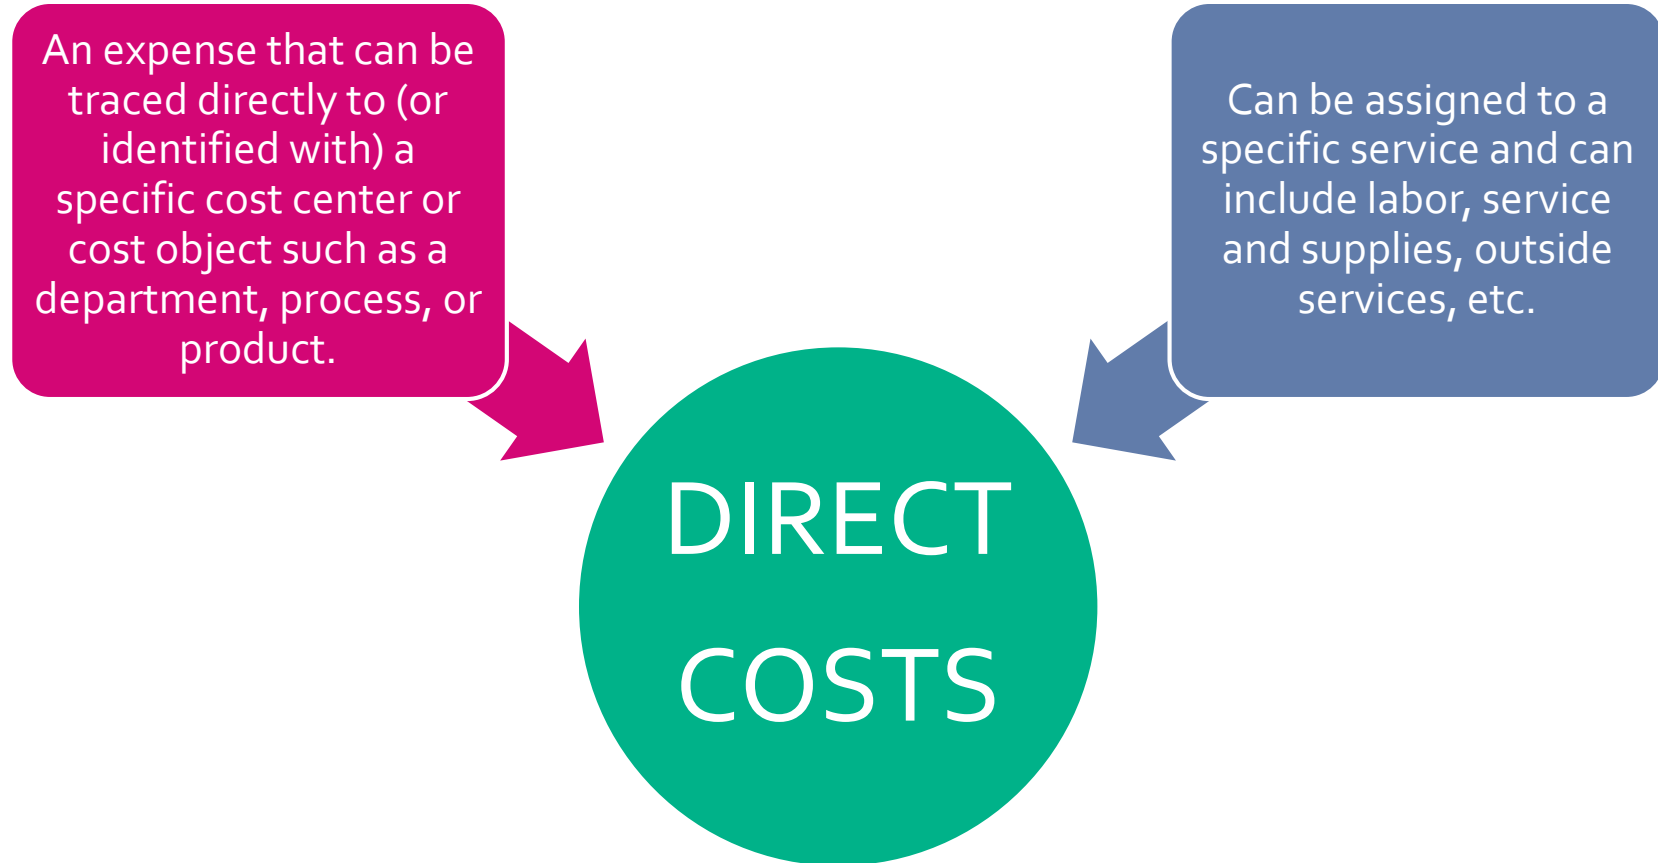 An expense that can be
traced directly to (or
identified with) a
specific cost center or
cost object such as a
department, process, or
product.
Can be assigned to a
specific service and can
include labor, service
and supplies, outside
services, etc.
DIRECT
COSTS